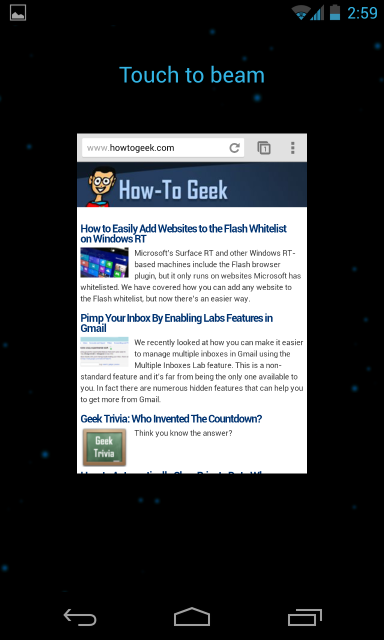 2:59
Touch to beam
www.howtogeek.com
1
How-To Geek
How to Easily Add Websites to the Flash Whitelist
on Windows RT
Microsoft's Surface RT and other Windows RT-
based machines include the Flash browser
plugin, but it only runs on websites Microsoft has
whitelisted. We have covered how you can add any website to
the Flash whitelist, but now there's an easier way.
Pimp Your Inbox By Enabling Labs Features in
Gmail
We recently looked at how you can make it easier
to manage multiple inboxes in Gmail using the
Multiple Inboxes Lab feature. This is a non-
standard feature and it's far from being the only one available to
you. In fact there are numerous hidden features that can help you
to get more from Gmail.
Geek Trivia: Who Invented The Countdown?
Think you know the answer?
Geek
Trivia